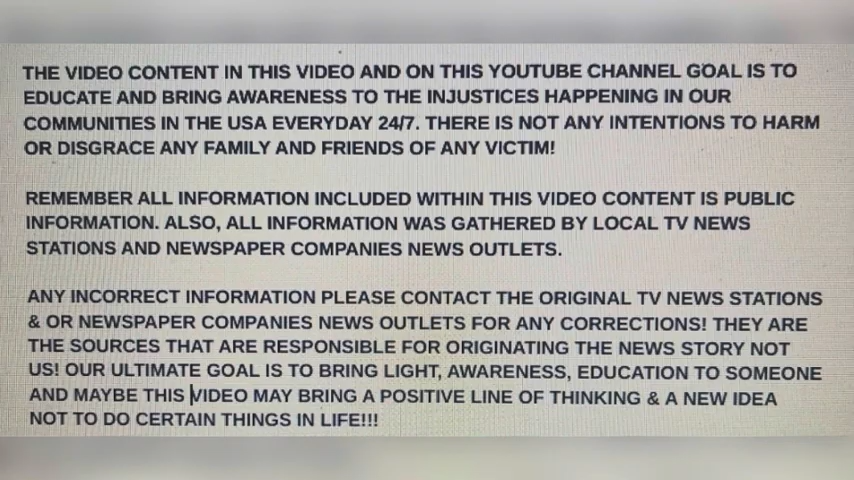 THE VIDEO CONTENT IN THIS VIDEO AND ON THIS YOUTUBE CHANNEL GOAL IS TO
EDUCATE AND BRING AWARENESS TO THE INJUSTICES HAPPENING IN OUR
COMMUNITIES IN THE USA EVERYDAY 24/7. THERE IS NOT ANY INTENTIONS TO HARM
OR DISGRACE ANY FAMILY AND FRIENDS OF ANY VICTIM!
REMEMBER ALL INFORMATION INCLUDED WITHIN THIS VIDEO CONTENT IS PUBLIC
INFORMATION. ALSO, ALL INFORMATION WAS GATHERED BY LOCAL TV NEWS
STATIONS AND NEWSPAPER COMPANIES NEWS OUTLETS.
ANY INCORRECT INFORMATION PLEASE CONTACT THE ORIGINAL TV NEWS STATIONS
& OR NEWSPAPER COMPANIES NEWS OUTLETS FOR ANY CORRECTIONS! THEY ARE
THE SOURCES THAT ARE RESPONSIBLE FOR ORIGINATING THE NEWS STORY NOT
US! OUR ULTIMATE GOAL IS TO BRING LIGHT, AWARENESS, EDUCATION TO SOMEONE
AND MAYBE THIS VIDEO MAY BRING A POSITIVE LINE OF THINKING & A NEW IDEA
NOT TO DO CERTAIN THINGS IN LIFE!!!